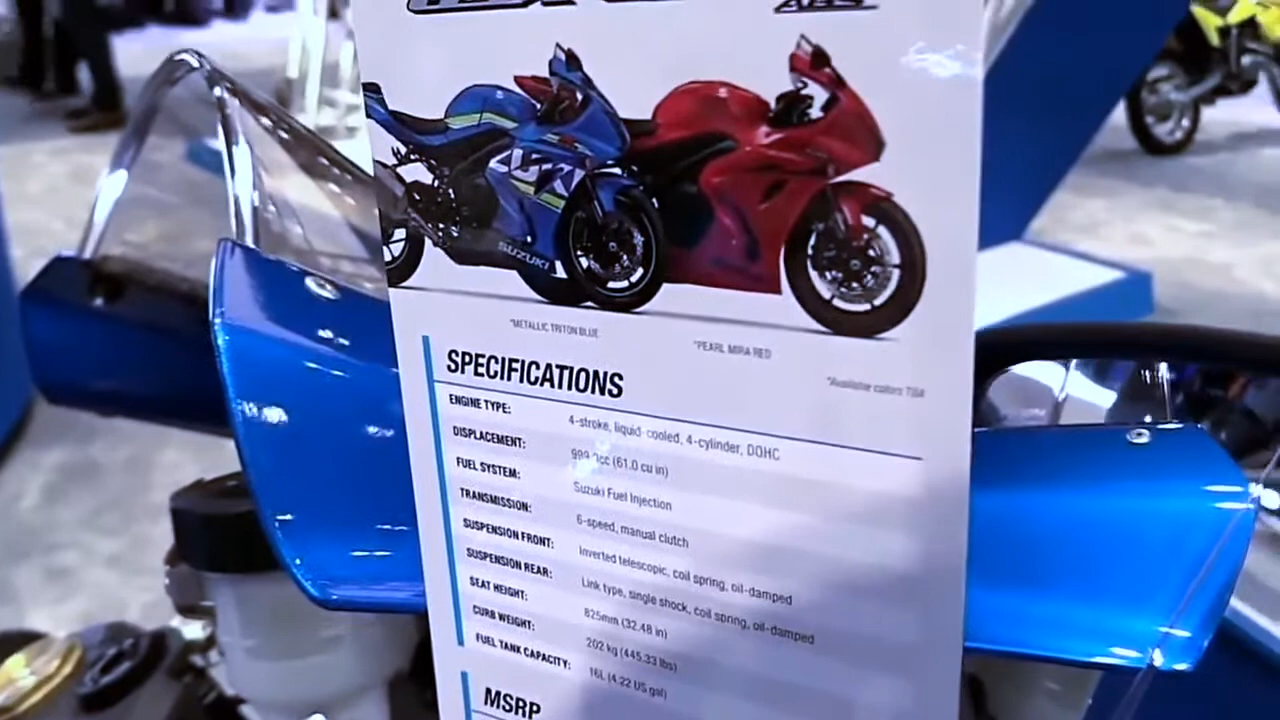 ABS
SUZUKI
*METALLIC TRITON BLUE
*PEARL MIRA RED
*Available colors TBA
SPECIFICATIONS
ENGINE TYPE: 4-stroke, liquid-cooled, 4-cylinder, DOHC
DISPLACEMENT: (61.0 cu in)
FUEL SYSTEM: Suzuki Fuel Injection
TRANSMISSION: 6-speed, manual clutch
SUSPENSION FRONT: Inverted telescopic, coil spring, oil-damped
SUSPENSION REAR: Link type, single shock, coil spring, oil-damped
SEAT HEIGHT: 825mm (32.48 in)
CURB WEIGHT: 202 kg (445.33 lbs)
FUEL TANK CAPACITY: 16L (4.22 US gal)
MSRP